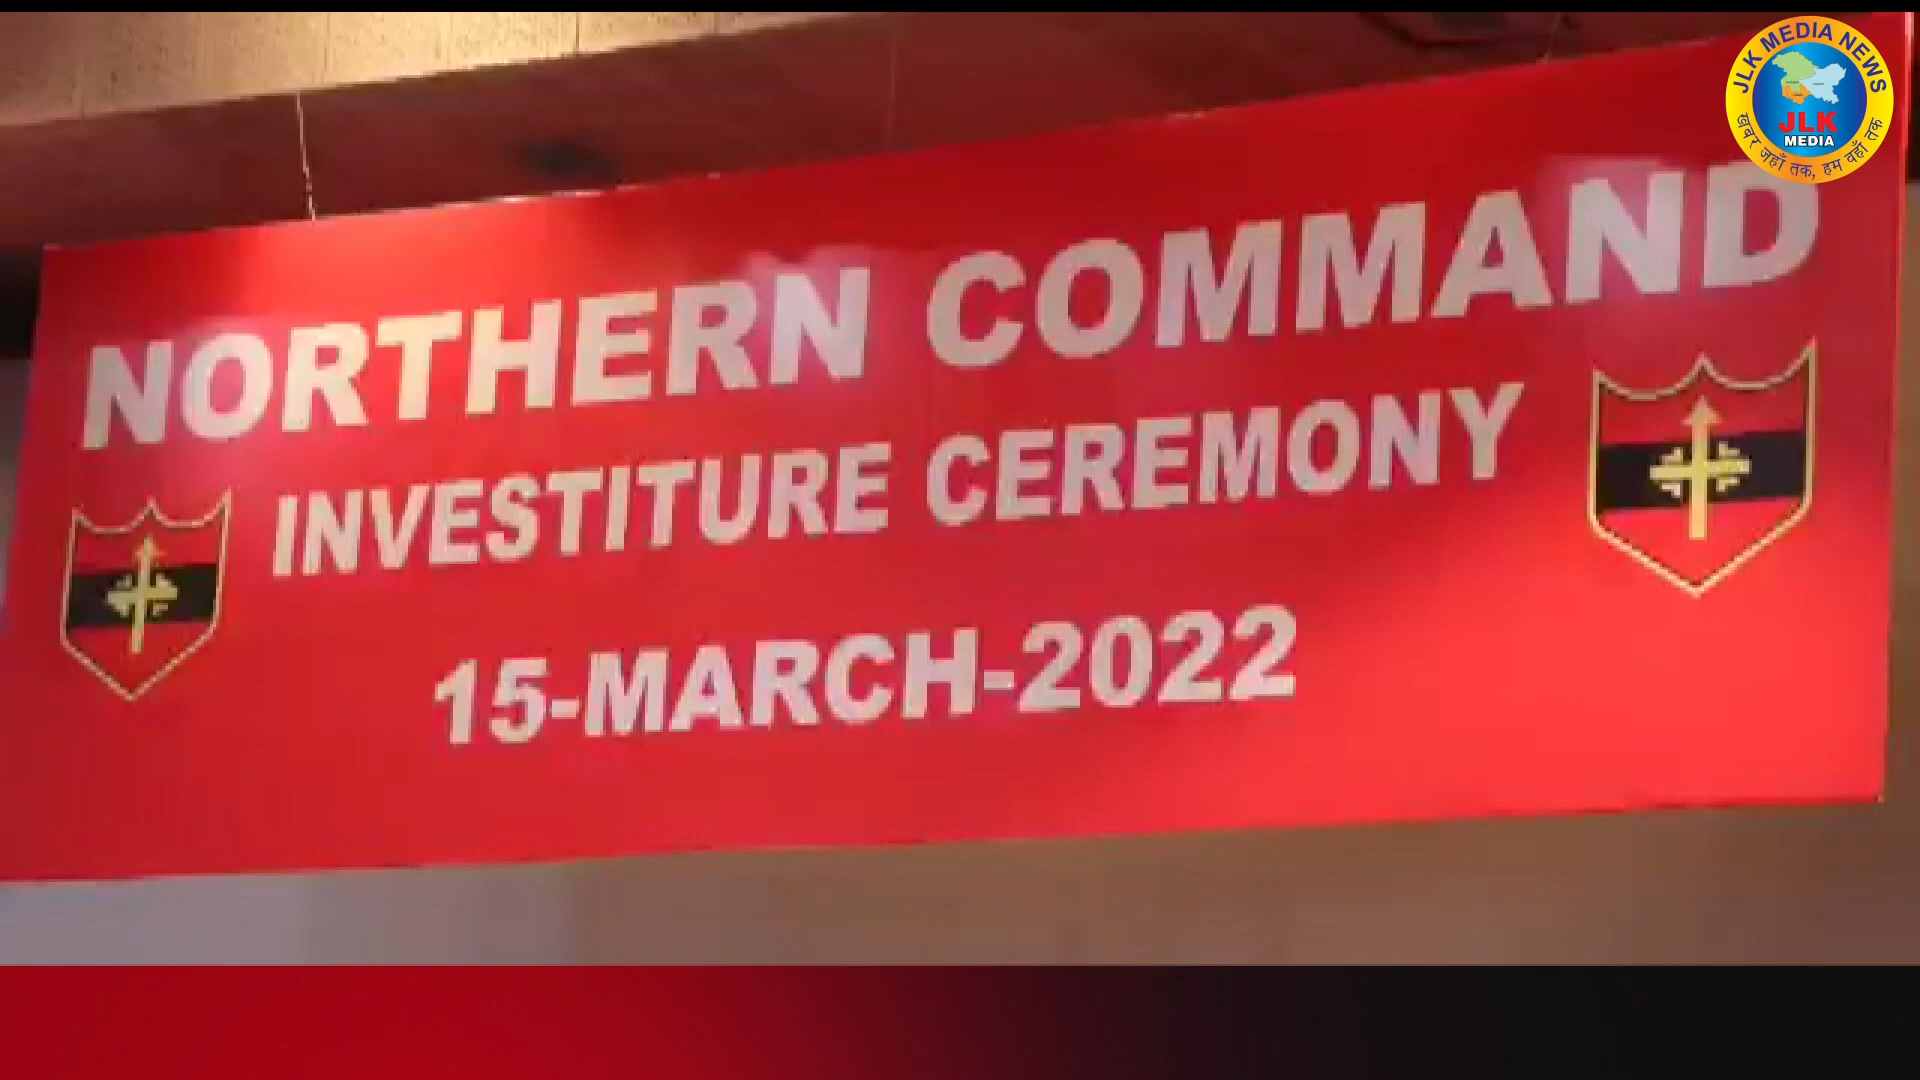 JLK MEDIA NEWS
JLK
MEDIA
खबर जहाँ तक, हम वहाँ तक
NORTHERN COMMAND
INVESTITURE CEREMONY
15-MARCH-2022